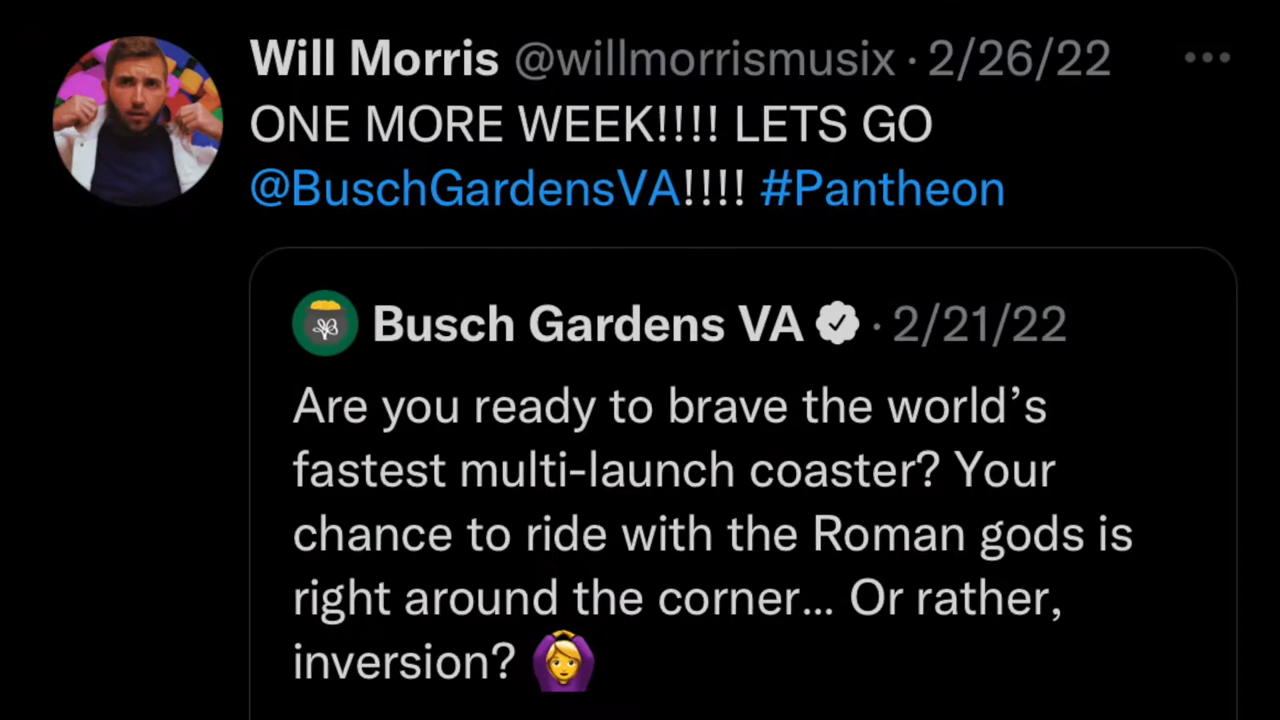 Will Morris @willmorrismusix · 2/26/22
ONE MORE WEEK!!!! LETS GO
@BuschGardensVA!!!! #Pantheon
Busch Gardens VA · 2/21/22
Are you ready to brave the world’s
fastest multi-launch coaster? Your
chance to ride with the Roman gods is
right around the corner... Or rather,
inversion? 🙆‍♀️